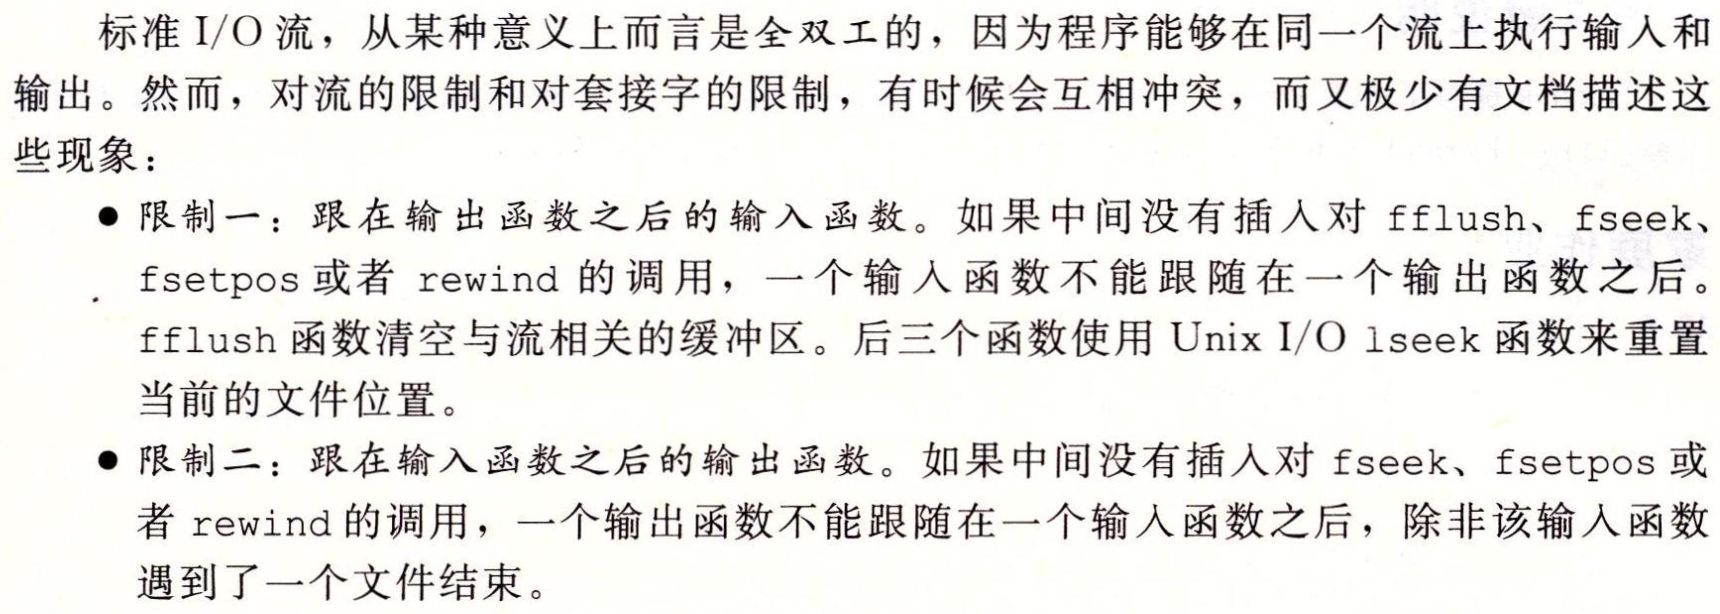 标准 I/O 流，从某种意义上而言是全双工的，因为程序能够在同一个流上执行输入和
输出。然而，对流的限制和对套接字的限制，有时候会互相冲突，而又极少有文档描述这
些现象：
● 限制一：跟在输出函数之后的输入函数。如果中间没有插入对 fflush、fseek、
fsetpos 或者 rewind 的调用，一个输入函数不能跟随在一个输出函数之后。
fflush 函数清空与流相关的缓冲区。后三个函数使用 Unix I/O lseek 函数来重置
当前的文件位置。
● 限制二：跟在输入函数之后的输出函数。如果中间没有插入对 fseek、fsetpos 或
者 rewind 的调用，一个输出函数不能跟随在一个输入函数之后，除非该输入函数
遇到了一个文件结束。